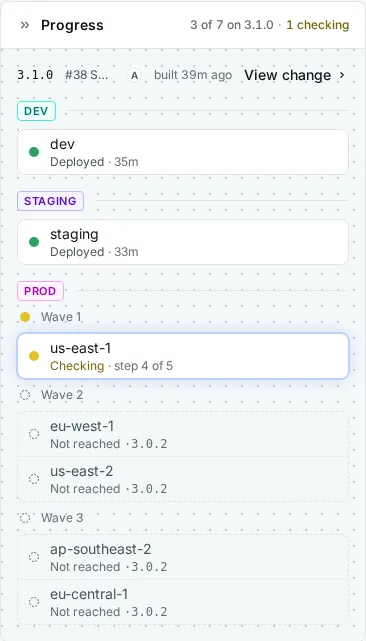 » Progress 3 of 7 on 3.1.0 · 1 checking
3.1.0 #38 S... A built 39m ago View change ›
DEV
dev
Deployed · 35m
STAGING
staging
Deployed · 33m
PROD
Wave 1
us-east-1
Checking · step 4 of 5
Wave 2
eu-west-1
Not reached ·3.0.2
us-east-2
Not reached ·3.0.2
Wave 3
ap-southeast-2
Not reached ·3.0.2
eu-central-1
Not reached ·3.0.2